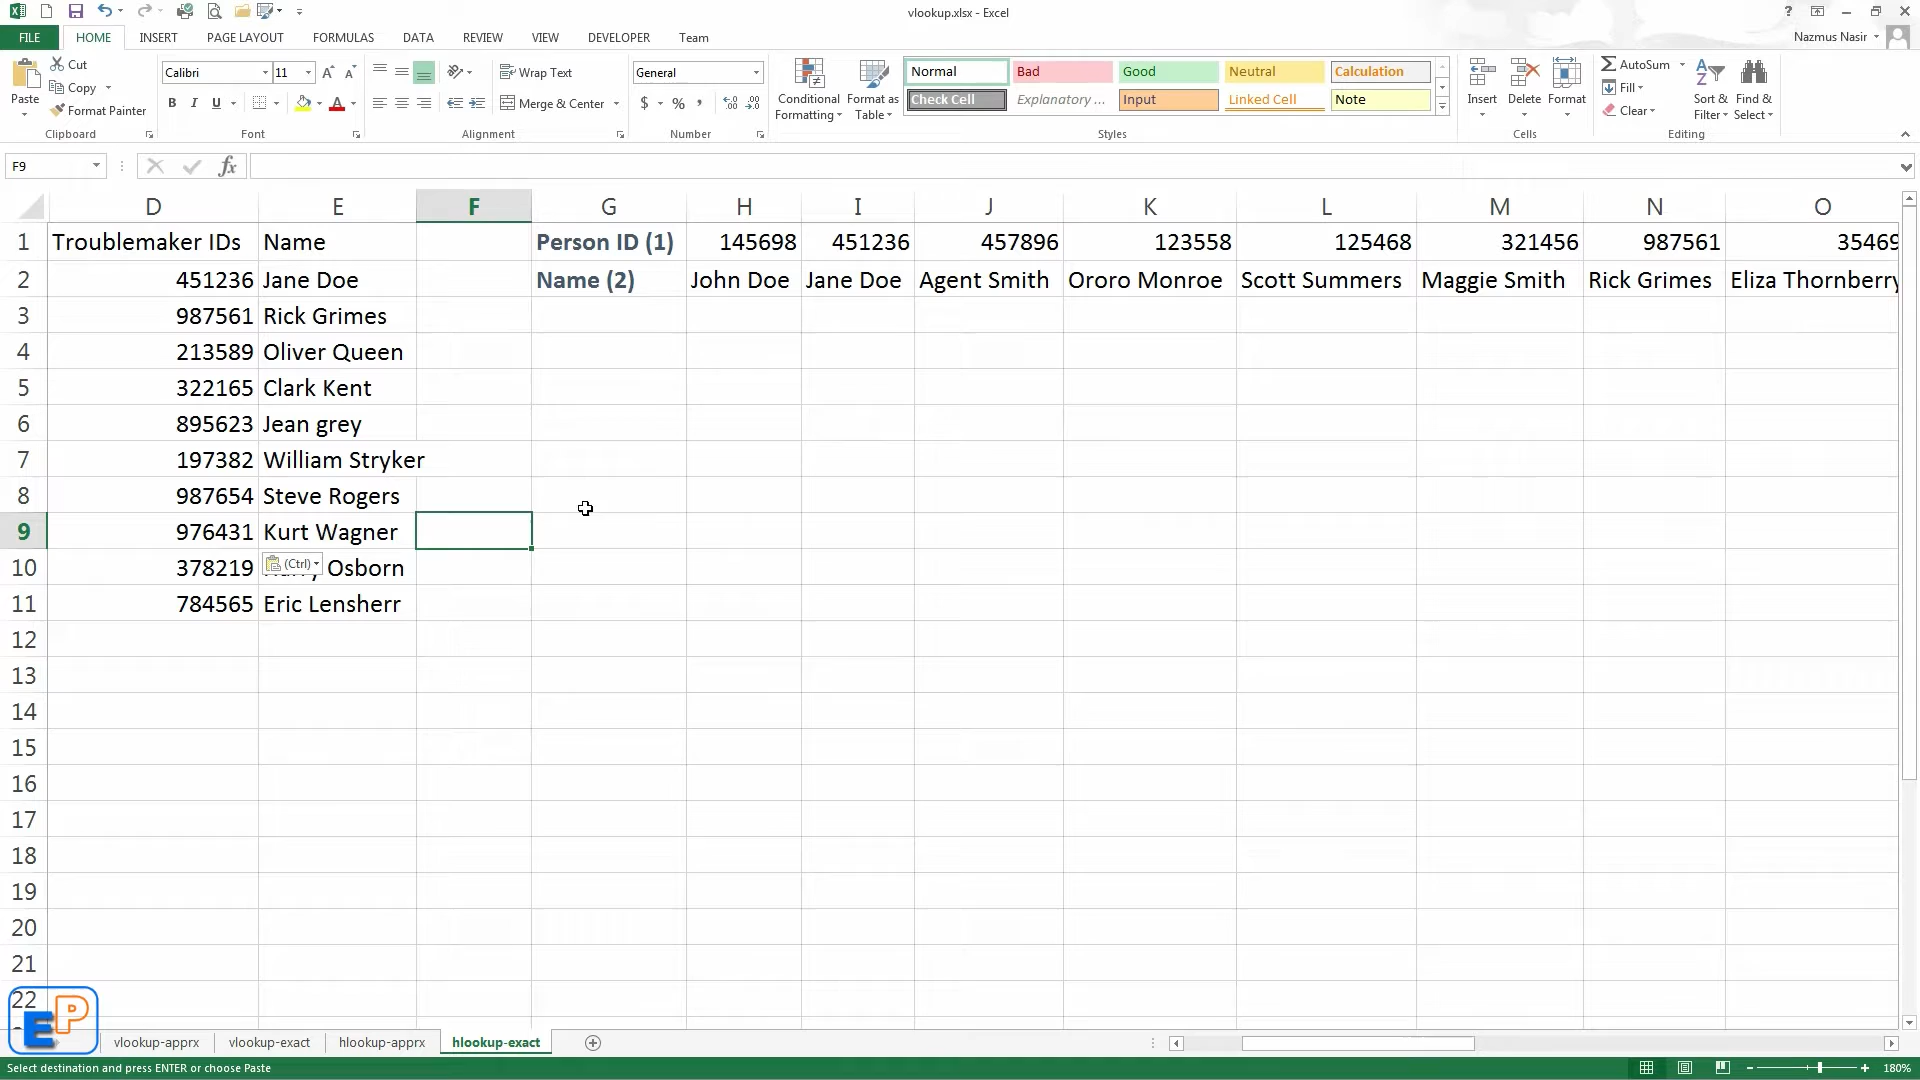 vlookup.xlsx - Excel
?
FILE HOME INSERT PAGE LAYOUT FORMULAS DATA REVIEW VIEW DEVELOPER Team
Nazmus Nasir
Paste
Cut
Copy
Format Painter
Clipboard
Calibri 11
B I U
Font
Wrap Text
Merge & Center
Alignment
General
$ %
Number
Conditional Formatting
Format as Table
Normal Bad Good Neutral Calculation
Check Cell Explanatory ... Input Linked Cell Note
Styles
Insert Delete Format
Cells
AutoSum
Fill
Clear
Sort & Filter
Find & Select
Editing
F9
fx
D E F G H I J K L M N O
1 Troublemaker IDs Name Person ID (1) 145698 451236 457896 123558 125468 321456 987561 35469
2 451236 Jane Doe Name (2) John Doe Jane Doe Agent Smith Ororo Monroe Scott Summers Maggie Smith Rick Grimes Eliza Thornberry
3 987561 Rick Grimes
4 213589 Oliver Queen
5 322165 Clark Kent
6 895623 Jean grey
7 197382 William Stryker
8 987654 Steve Rogers
9 976431 Kurt Wagner
10 378219 (Ctrl) Osborn
11 784565 Eric Lensherr
12
13
14
15
16
17
18
19
20
21
22
EP
vlookup-apprx vlookup-exact hlookup-apprx hlookup-exact
Select destination and press ENTER or choose Paste
180%